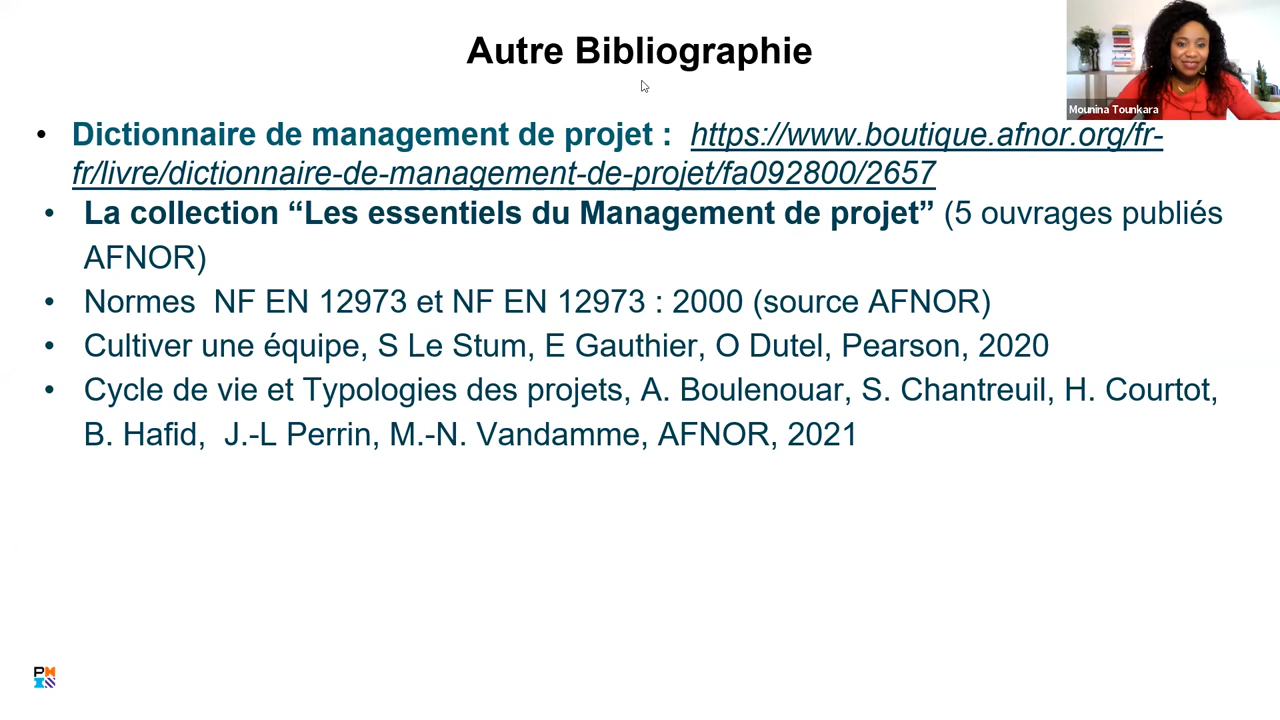 Autre Bibliographie
Mounina Tounkara
• Dictionnaire de management de projet : https://www.boutique.afnor.org/fr-
fr/livre/dictionnaire-de-management-de-projet/fa092800/2657
• La collection “Les essentiels du Management de projet” (5 ouvrages publiés
AFNOR)
• Normes NF EN 12973 et NF EN 12973 : 2000 (source AFNOR)
• Cultiver une équipe, S Le Stum, E Gauthier, O Dutel, Pearson, 2020
• Cycle de vie et Typologies des projets, A. Boulenouar, S. Chantreuil, H. Courtot,
B. Hafid, J.-L Perrin, M.-N. Vandamme, AFNOR, 2021